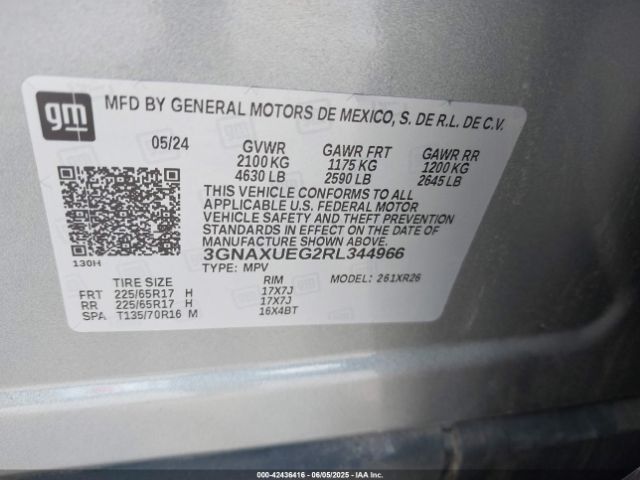 gm
MFD BY GENERAL MOTORS DE MEXICO, S. DE R.L. DE C.V.
05/24 GVWR GAWR FRT GAWR RR
2100 KG 1175 KG 1200 KG
4630 LB 2590 LB 2645 LB
THIS VEHICLE CONFORMS TO ALL
APPLICABLE U.S. FEDERAL MOTOR
VEHICLE SAFETY AND THEFT PREVENTION
STANDARDS IN EFFECT ON THE DATE OF
MANUFACTURE SHOWN ABOVE.
130H
3GNAXUEG2RL344966
TYPE: MPV MODEL: 261XR26
TIRE SIZE RIM
FRT 225/65R17 H 17X7J
RR 225/65R17 H 17X7J
SPA T135/70R16 M 16X4BT
000-42436416 - 06/05/2025 - IAA Inc.